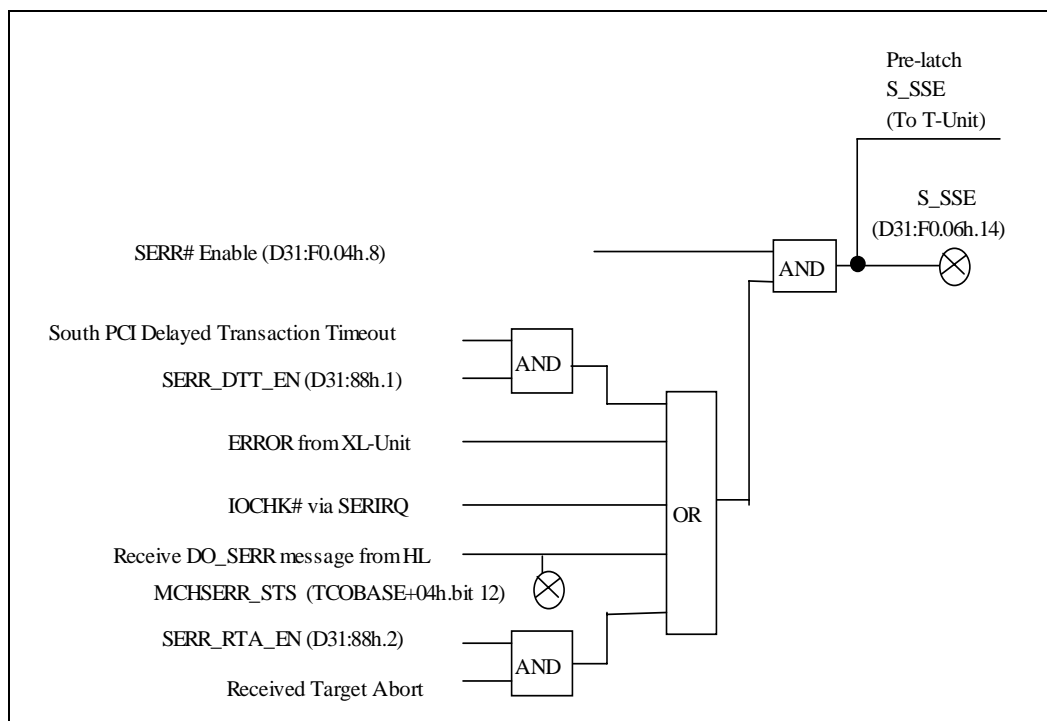 Pre-latch
S_SSE
(To T-Unit)
S_SSE
(D31:F0.06h.14)
SERR# Enable (D31:F0.04h.8)
AND
South PCI Delayed Transaction Timeout
AND
SERR_DTT_EN (D31:88h.1)
ERROR from XL-Unit
IOCHK# via SERIRQ
OR
Receive DO_SERR message from HL
MCHSERR_STS (TCOBASE+04h.bit 12)
SERR_RTA_EN (D31:88h.2)
AND
Received Target Abort